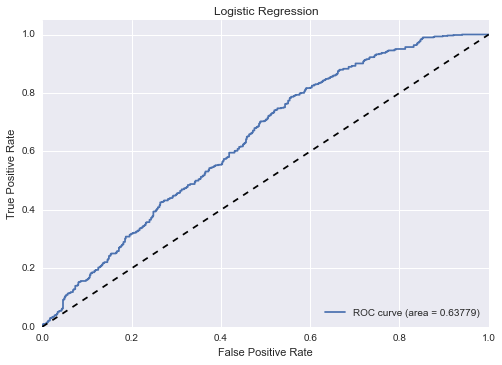 Logistic Regression
1.0
0.8
0.6
0.4
0.2
0.0
True Positive Rate
ROC curve (area = 0.63779)
0.0 0.2 0.4 0.6 0.8 1.0
False Positive Rate